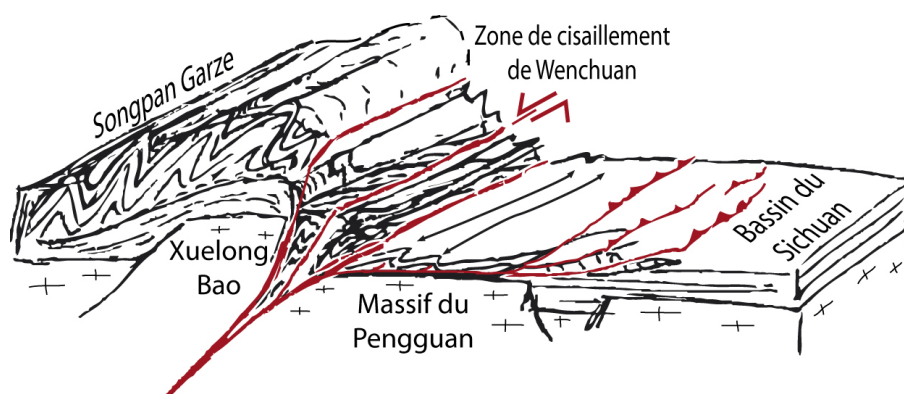 Songpan Garze
Zone de cisaillement
de Wenchuan
Xuelong
Bao
Massif du
Pengguan
Bassin du
Sichuan